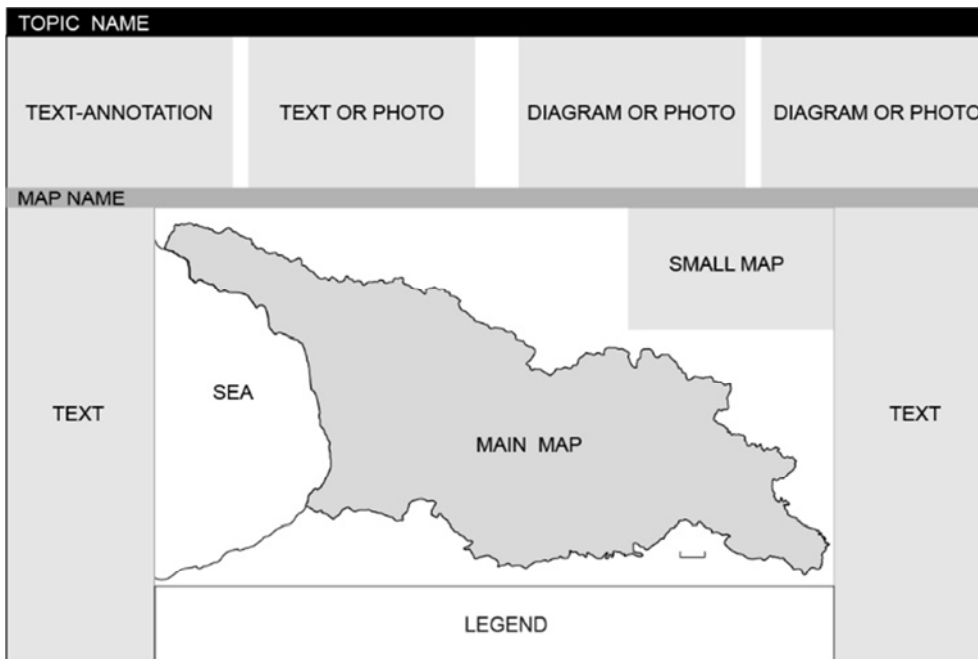 TOPIC NAME
TEXT-ANNOTATION
TEXT OR PHOTO
DIAGRAM OR PHOTO
DIAGRAM OR PHOTO
MAP NAME
SMALL MAP
SEA
TEXT
MAIN MAP
TEXT
LEGEND